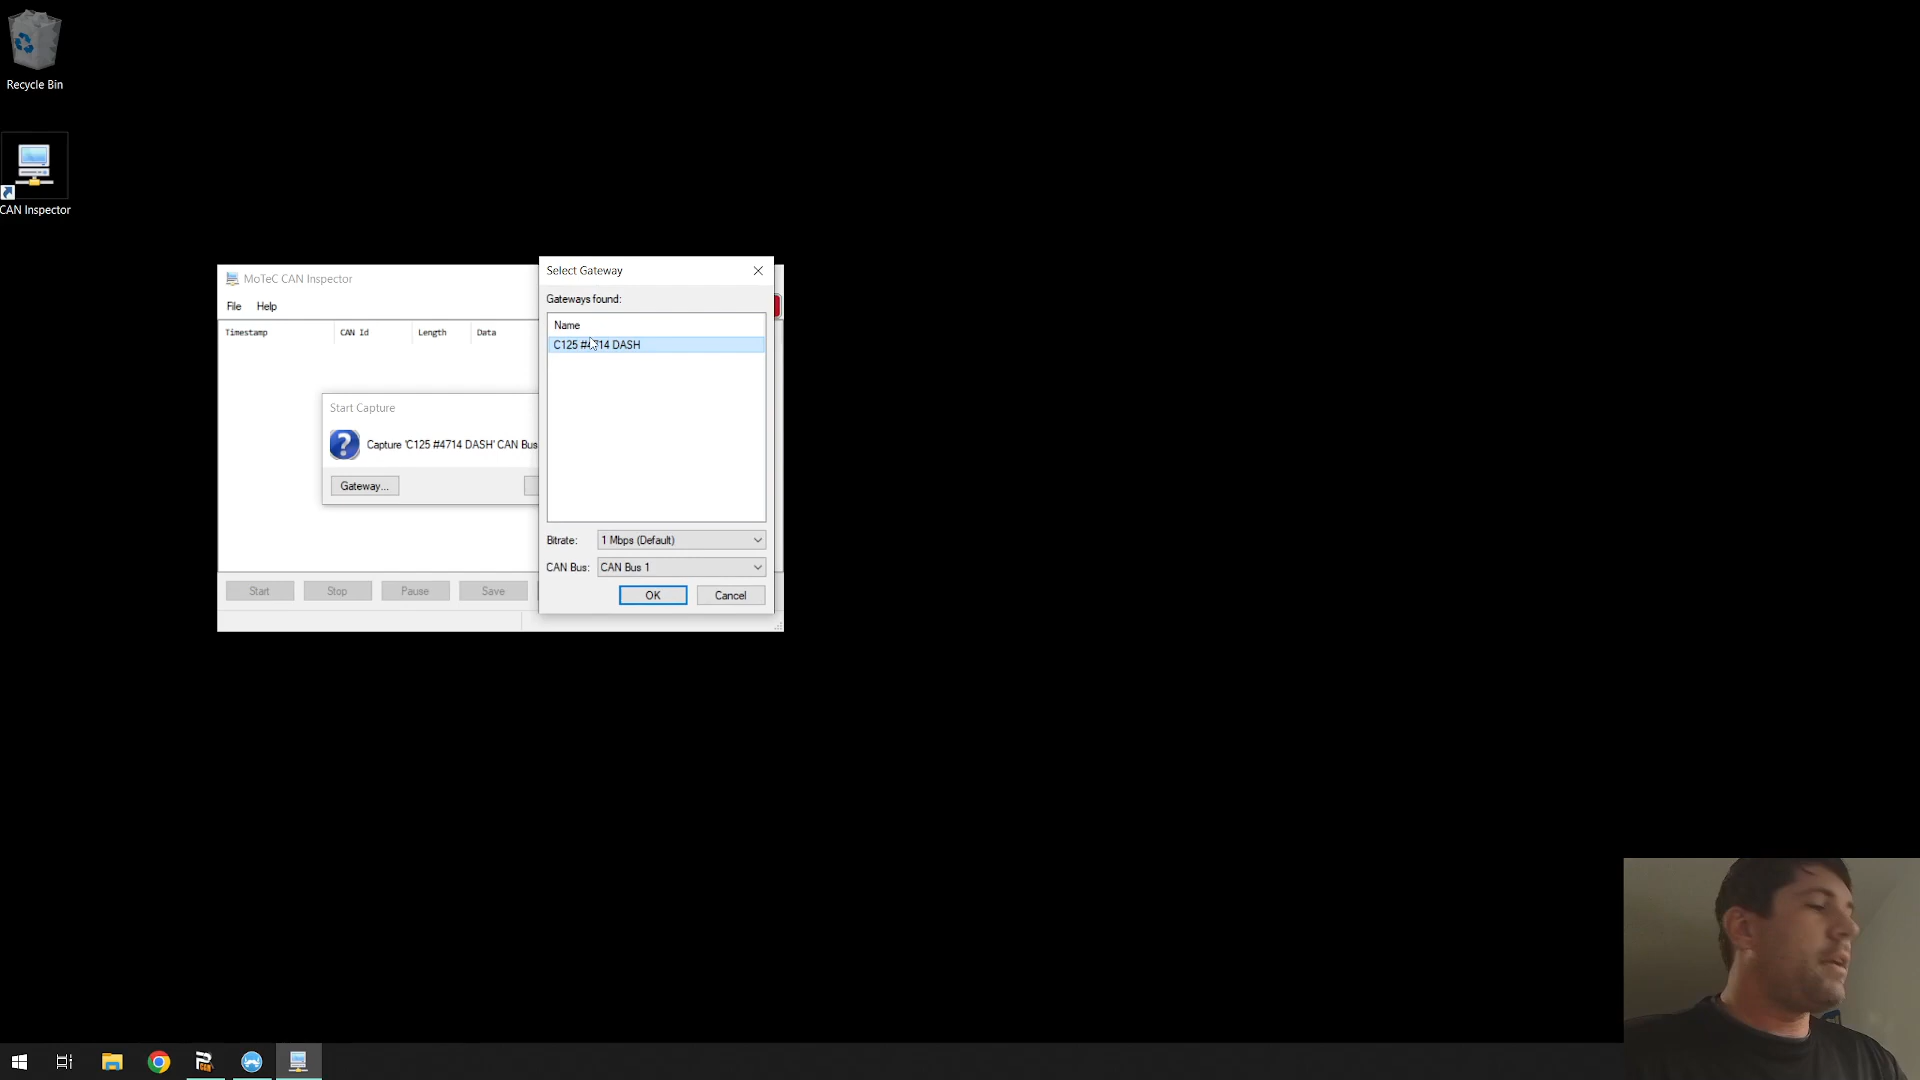 Recycle Bin
CAN Inspector
MoTeC CAN Inspector
File Help
Timestamp CAN Id Length Data
Start Capture
Capture 'C125 #4714 DASH' CAN Bus
Gateway...
Start Stop Pause Save
Select Gateway
Gateways found:
Name
C125 #4714 DASH
Bitrate: 1 Mbps (Default)
CAN Bus: CAN Bus 1
OK Cancel